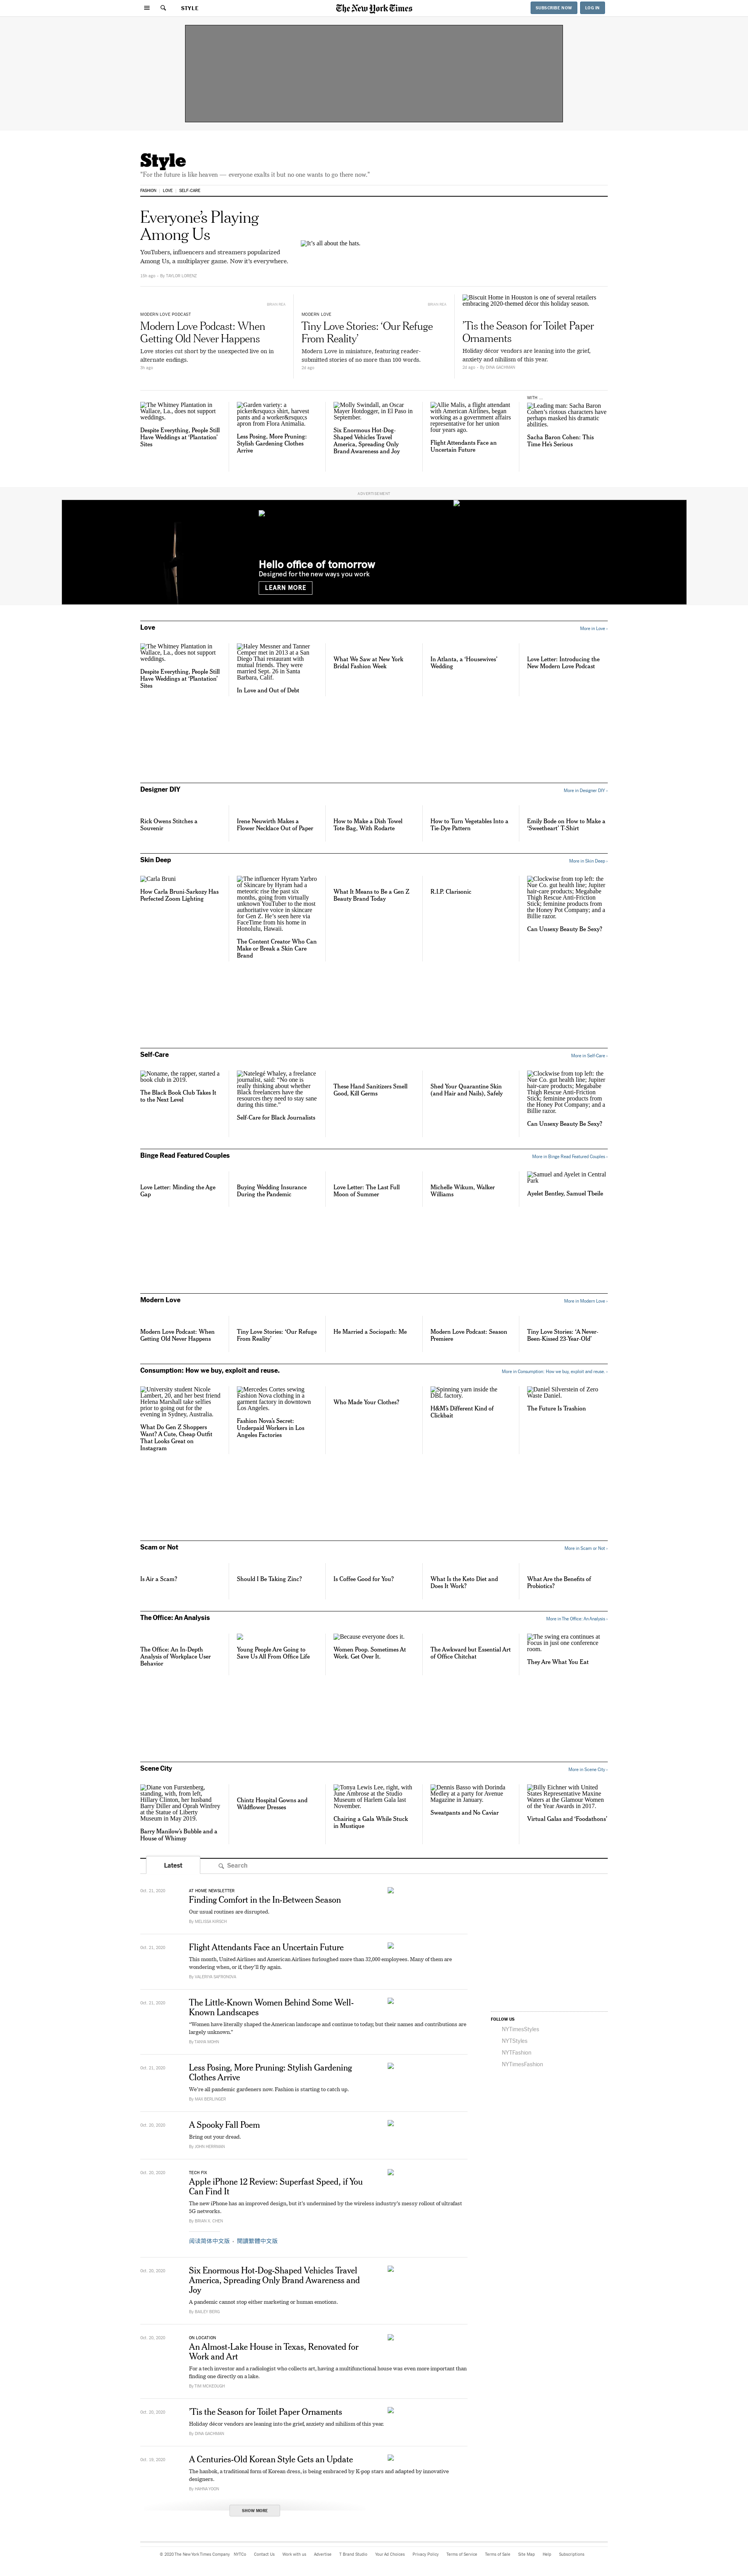 STYLE
The New York Times
SUBSCRIBE NOW
LOG IN
Style
"For the future is like heaven — everyone exalts it but no one wants to go there now."
FASHION
LOVE
SELF-CARE
Everyone's Playing
Among Us
YouTubers, influencers and streamers popularized
Among Us, a multiplayer game. Now it's everywhere.
By TAYLOR LORENZ
It's all about the hats.
MODERN LOVE PODCAST
Modern Love Podcast: When
Getting Old Never Happens
Love stories cut short by the unexpected live on in
alternate endings.
3h ago
MODERN LOVE
Tiny Love Stories: 'Our Refuge
From Reality'
Modern Love in miniature, featuring reader-
submitted stories of no more than 100 words.
2d ago
Biscuit Home in Houston is one of several retailers
embracing 2020-themed décor this holiday season.
'Tis the Season for Toilet Paper
Ornaments
Holiday décor vendors are leaning into the grief,
anxiety and nihilism of this year.
2d ago · By DINA GACHMAN
The Whitney Plantation in
Wallace, La., does not support
weddings.
Despite Everything, People Still
Have Weddings at 'Plantation'
Sites
Garden variety: a
picker&rsquo;s shirt, harvest
pants and a worker&rsquo;s
apron from Flora Animalia.
Less Posing, More Pruning:
Stylish Gardening Clothes
Arrive
Molly Swindall, an Oscar
Mayer Hotdogger, in El Paso in
September.
Six Enormous Hot-Dog-
Shaped Vehicles Travel
America, Spreading Only
Brand Awareness and Joy
Allie Malis, a flight attendant
with American Airlines, began
working as a government affairs
representative for her union
four years ago.
Flight Attendants Face an
Uncertain Future
WITH ...
Leading man: Sacha Baron
Cohen's riotous characters have
perhaps masked his dramatic
abilities.
Sacha Baron Cohen: This
Time He's Serious
ADVERTISEMENT
Hello office of tomorrow
Designed for the new ways you work
LEARN MORE
Love
More in Love ›
The Whitney Plantation in
Wallace, La., does not support
weddings.
Despite Everything, People Still
Have Weddings at 'Plantation'
Sites
Haley Messner and Tanner
Cemper met in 2013 at a San
Diego Thai restaurant with
mutual friends. They were
married Sept. 26 in Santa
Barbara, Calif.
In Love and Out of Debt
What We Saw at New York
Bridal Fashion Week
In Atlanta, a 'Housewives'
Wedding
Love Letter: Introducing the
New Modern Love Podcast
Designer DIY
More in Designer DIY ›
Rick Owens Stitches a
Souvenir
Irene Neuwirth Makes a
Flower Necklace Out of Paper
How to Make a Dish Towel
Tote Bag, With Rodarte
How to Turn Vegetables Into a
Tie-Dye Pattern
Emily Bode on How to Make a
'Sweetheart' T-Shirt
Skin Deep
More in Skin Deep ›
Carla Bruni
How Carla Bruni-Sarkozy Has
Perfected Zoom Lighting
The influencer Hyram Yarbro
of Skincare by Hyram had a
meteoric rise the past six
months, going from virtually
unknown YouTuber to the most
authoritative voice in skincare
for Gen Z. He's seen here via
FaceTime from his home in
Honolulu, Hawaii.
The Content Creator Who Can
Make or Break a Skin Care
Brand
What It Means to Be a Gen Z
Beauty Brand Today
R.I.P. Clarisonic
Clockwise from top left: the
Nue Co. gut health line; Jupiter
hair-care products; Megababe
Thigh Rescue Anti-Friction
Stick; feminine products from
the Honey Pot Company; and a
Billie razor.
Can Unsexy Beauty Be Sexy?
Self-Care
More in Self-Care ›
Noname, the rapper, started a
book club in 2019.
The Black Book Club Takes It
to the Next Level
Natelegé Whaley, a freelance
journalist, said: "No one is
really thinking about whether
Black freelancers have the
resources they need to stay sane
during this time."
Self-Care for Black Journalists
These Hand Sanitizers Smell
Good, Kill Germs
Shed Your Quarantine Skin
(and Hair and Nails), Safely
Clockwise from top left: the
Nue Co. gut health line; Jupiter
hair-care products; Megababe
Thigh Rescue Anti-Friction
Stick; feminine products from
the Honey Pot Company; and a
Billie razor.
Can Unsexy Beauty Be Sexy?
Binge Read Featured Couples
More in Binge Read Featured Couples ›
Love Letter: Minding the Age
Gap
Buying Wedding Insurance
During the Pandemic
Love Letter: The Last Full
Moon of Summer
Michelle Wikum, Walker
Williams
Samuel and Ayelet in Central
Park
Ayelet Bentley, Samuel Tbeile
Modern Love
More in Modern Love ›
Modern Love Podcast: When
Getting Old Never Happens
Tiny Love Stories: 'Our Refuge
From Reality'
He Married a Sociopath: Me
Modern Love Podcast: Season
Premiere
Tiny Love Stories: 'A Never-
Been-Kissed 23-Year-Old'
Consumption: How we buy, exploit and reuse.
More in Consumption: How we buy, exploit and reuse. ›
University student Nicole
Lambert, 20, and her best friend
Helena Marshall take selfies
prior to going out for the
evening in Sydney, Australia.
What Do Gen Z Shoppers
Want? A Cute, Cheap Outfit
That Looks Great on
Instagram
Mercedes Cortes sewing
Fashion Nova clothing in a
garment factory in downtown
Los Angeles.
Fashion Nova's Secret:
Underpaid Workers in Los
Angeles Factories
Who Made Your Clothes?
Spinning yarn inside the
DBL factory.
H&M's Different Kind of
Clickbait
Daniel Silverstein of Zero
Waste Daniel.
The Future Is Trashion
Scam or Not
More in Scam or Not ›
Is Air a Scam?
Should I Be Taking Zinc?
Is Coffee Good for You?
What Is the Keto Diet and
Does It Work?
What Are the Benefits of
Probiotics?
The Office: An Analysis
More in The Office: An Analysis ›
The Office: An In-Depth
Analysis of Workplace User
Behavior
Young People Are Going to
Save Us All From Office Life
Because everyone does it.
Women Poop. Sometimes At
Work. Get Over It.
The Awkward but Essential Art
of Office Chitchat
The swing era continues at
Focus in just one conference
room.
They Are What You Eat
Scene City
More in Scene City ›
Diane von Furstenberg,
standing, with, from left,
Hillary Clinton, her husband
Barry Diller and Oprah Winfrey
at the Statue of Liberty
Museum in May 2019.
Barry Manilow's Bubble and a
House of Whimsy
Chintz Hospital Gowns and
Wildflower Dresses
Tonya Lewis Lee, right, with
June Ambrose at the Studio
Museum of Harlem Gala last
November.
Chairing a Gala While Stuck
in Mustique
Dennis Basso with Dorinda
Medley at a party for Avenue
Magazine in January.
Sweatpants and No Caviar
Billy Eichner with United
States Representative Maxine
Waters at the Glamour Women
of the Year Awards in 2017.
Virtual Galas and 'Foodathons'
Latest
Search
Oct. 21, 2020
AT HOME NEWSLETTER
Finding Comfort in the In-Between Season
Our usual routines are disrupted.
By MELISSA KIRSCH
Oct. 21, 2020
Flight Attendants Face an Uncertain Future
This month, United Airlines and American Airlines furloughed more than 32,000 employees. Many of them are
wondering when, or if, they'll fly again.
By VALERIYA SAFRONOVA
Oct. 21, 2020
The Little-Known Women Behind Some Well-
Known Landscapes
"Women have literally shaped the American landscape and continue to today, but their names and contributions are
largely unknown."
By TANYA MOHN
Oct. 21, 2020
Less Posing, More Pruning: Stylish Gardening
Clothes Arrive
We're all pandemic gardeners now. Fashion is starting to catch up.
By MAX BERLINGER
Oct. 20, 2020
A Spooky Fall Poem
Bring out your dread.
By JOHN HERRMAN
Oct. 20, 2020
TECH FIX
Apple iPhone 12 Review: Superfast Speed, if You
Can Find It
The new iPhone has an improved design, but it's undermined by the wireless industry's messy rollout of ultrafast
5G networks.
By BRIAN X. CHEN
阅读简体中文版 · 閱讀繁體中文版
Oct. 20, 2020
Six Enormous Hot-Dog-Shaped Vehicles Travel
America, Spreading Only Brand Awareness and
Joy
A pandemic cannot stop either marketing or human emotions.
By BAILEY BERG
Oct. 20, 2020
ON LOCATION
An Almost-Lake House in Texas, Renovated for
Work and Art
For a tech investor and a radiologist who collects art, having a multifunctional house was even more important than
finding one directly on a lake.
By TIM MCKEOUGH
Oct. 20, 2020
'Tis the Season for Toilet Paper Ornaments
Holiday décor vendors are leaning into the grief, anxiety and nihilism of this year.
By DINA GACHMAN
Oct. 19, 2020
A Centuries-Old Korean Style Gets an Update
The hanbok, a traditional form of Korean dress, is being embraced by K-pop stars and adapted by innovative
designers.
By HAHNA YOON
SHOW MORE
FOLLOW US
NYTimesStyles
NYTStyles
NYTFashion
NYTimesFashion
© 2020 The New York Times Company
NYTCo
Contact Us
Work with us
Advertise
T Brand Studio
Your Ad Choices
Privacy Policy
Terms of Service
Terms of Sale
Site Map
Help
Subscriptions